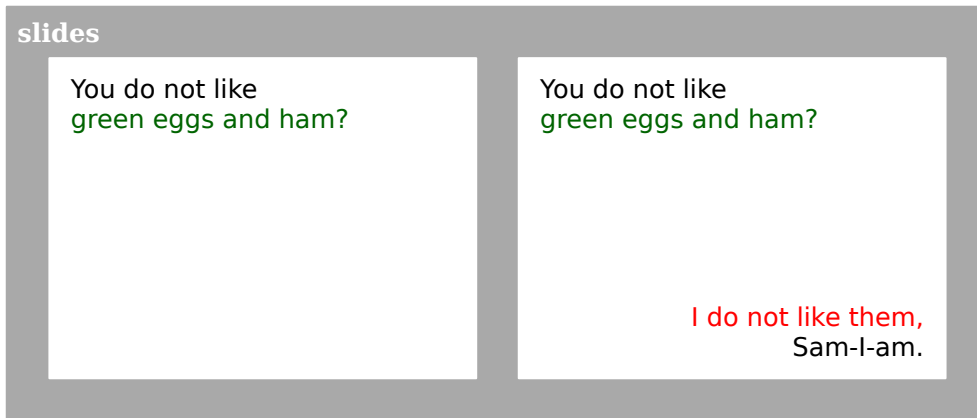 slides
You do not like
green eggs and ham?
You do not like
green eggs and ham?
I do not like them,
Sam-I-am.